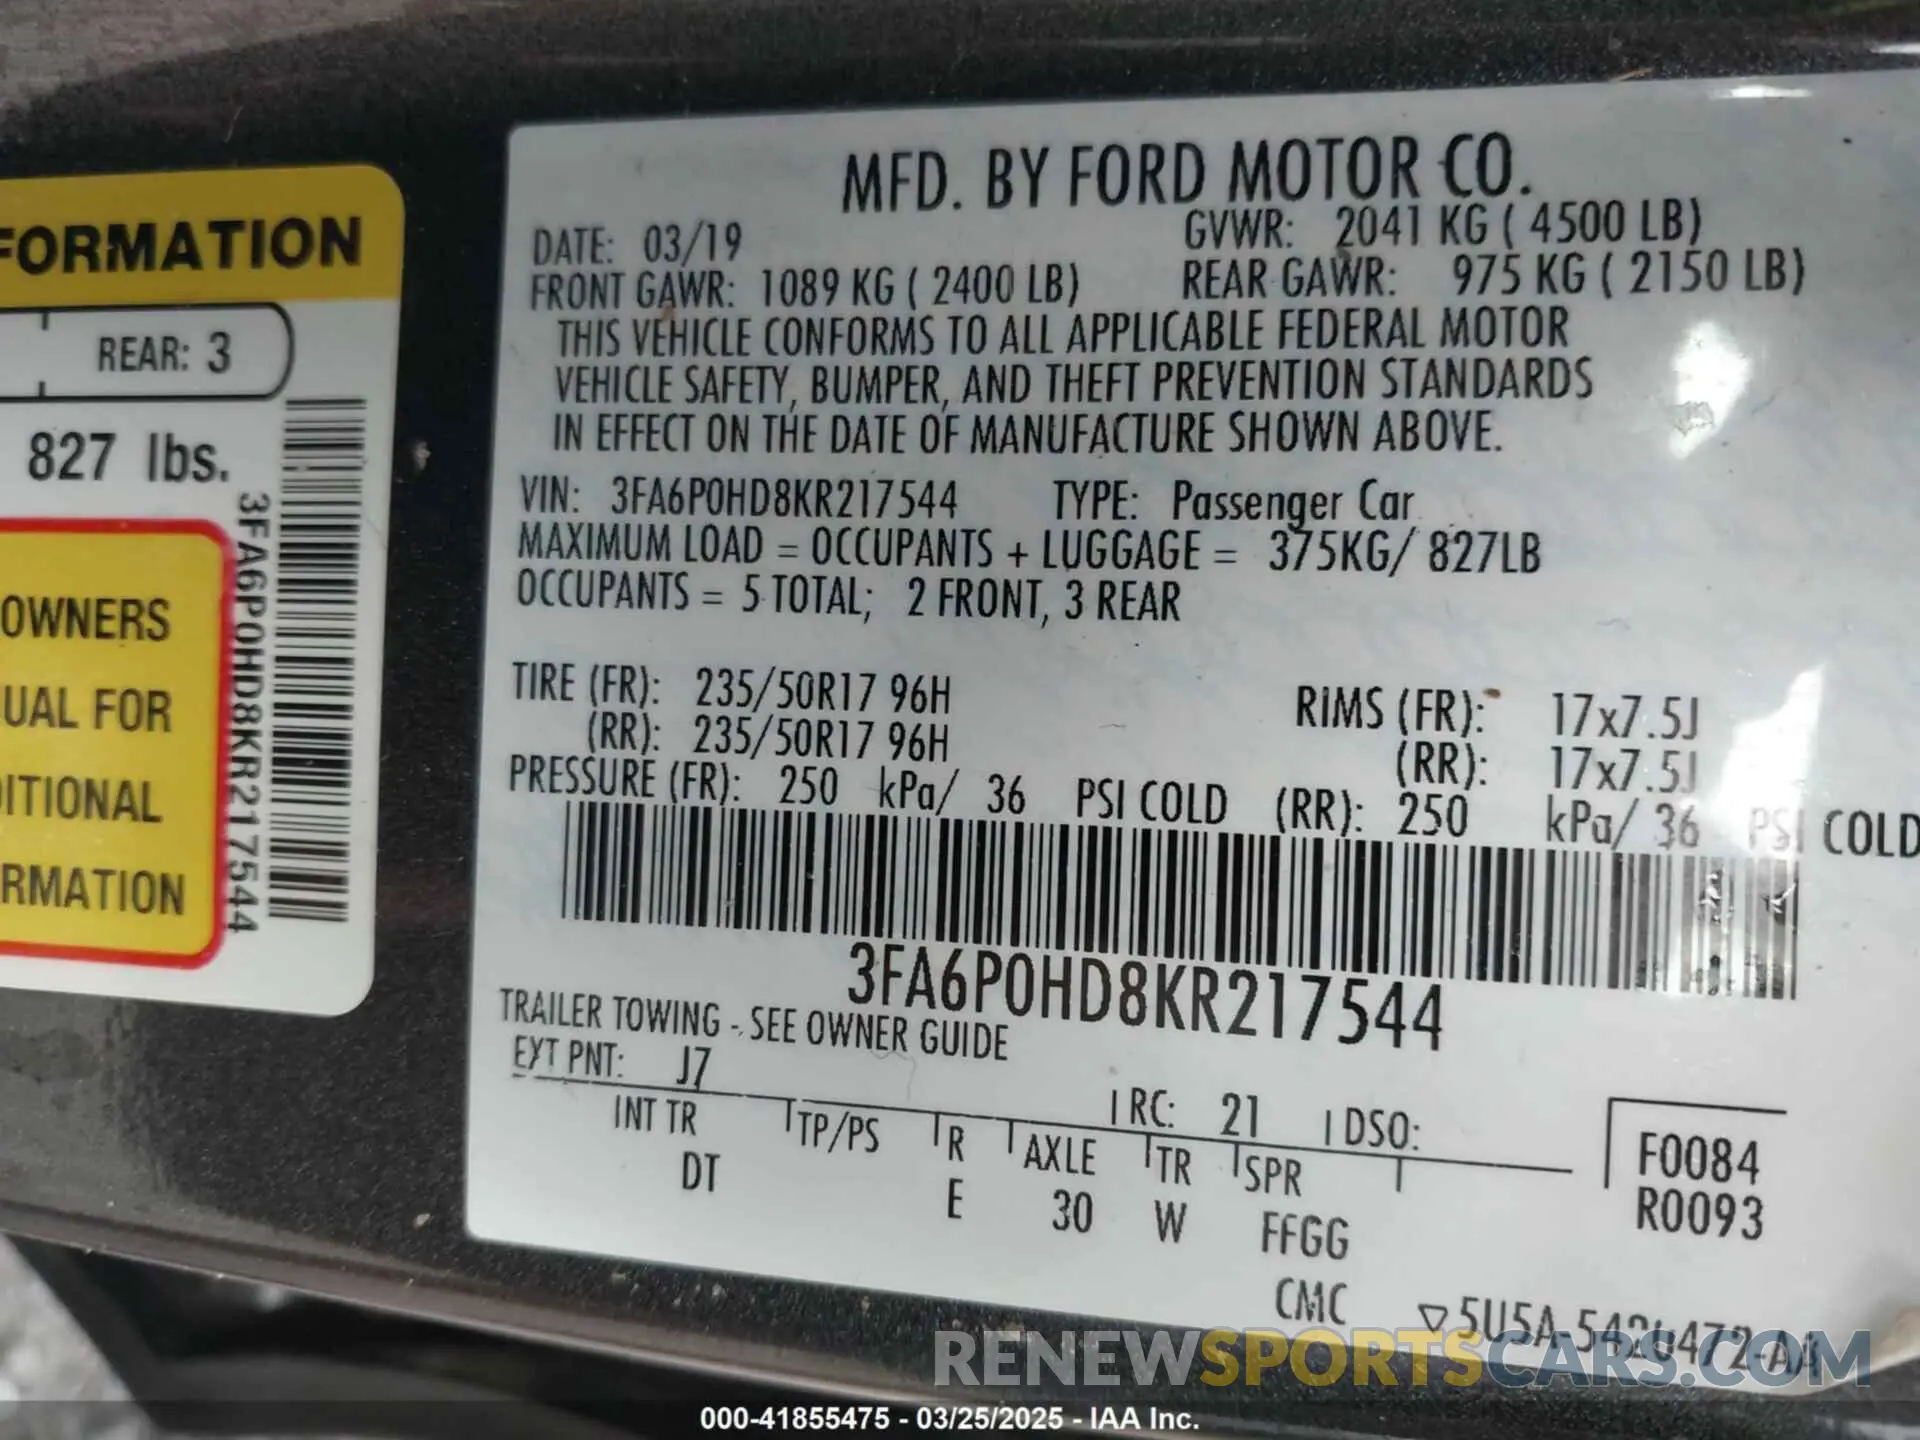 FORMATION
REAR: 3
827 lbs.
3FA6P0HD8KR217544
OWNERS
UAL FOR
DITIONAL
RMATION
MFD. BY FORD MOTOR CO.
DATE: 03/19 GVWR: 2041 KG ( 4500 LB)
FRONT GAWR: 1089 KG ( 2400 LB) REAR GAWR: 975 KG ( 2150 LB)
THIS VEHICLE CONFORMS TO ALL APPLICABLE FEDERAL MOTOR
VEHICLE SAFETY, BUMPER, AND THEFT PREVENTION STANDARDS
IN EFFECT ON THE DATE OF MANUFACTURE SHOWN ABOVE.
VIN: 3FA6P0HD8KR217544 TYPE: Passenger Car
MAXIMUM LOAD = OCCUPANTS + LUGGAGE = 375KG/ 827LB
OCCUPANTS = 5 TOTAL; 2 FRONT, 3 REAR
TIRE (FR): 235/50R17 96H RIMS (FR): 17x7.5J
(RR): 235/50R17 96H (RR): 17x7.5J
PRESSURE (FR): 250 kPa/ 36 PSI COLD (RR): 250 kPa/ 36 PSI COLD
3FA6P0HD8KR217544
TRAILER TOWING - SEE OWNER GUIDE
EXT PNT: J7 RC: 21 DSO:
INT TR TP/PS R AXLE TR SPR F0084
DT E 30 W FFGG R0093
CMC
5U5A-5420472-AA
RENEWSPORTSCARS.COM
000-41855475 - 03/25/2025 - IAA Inc.